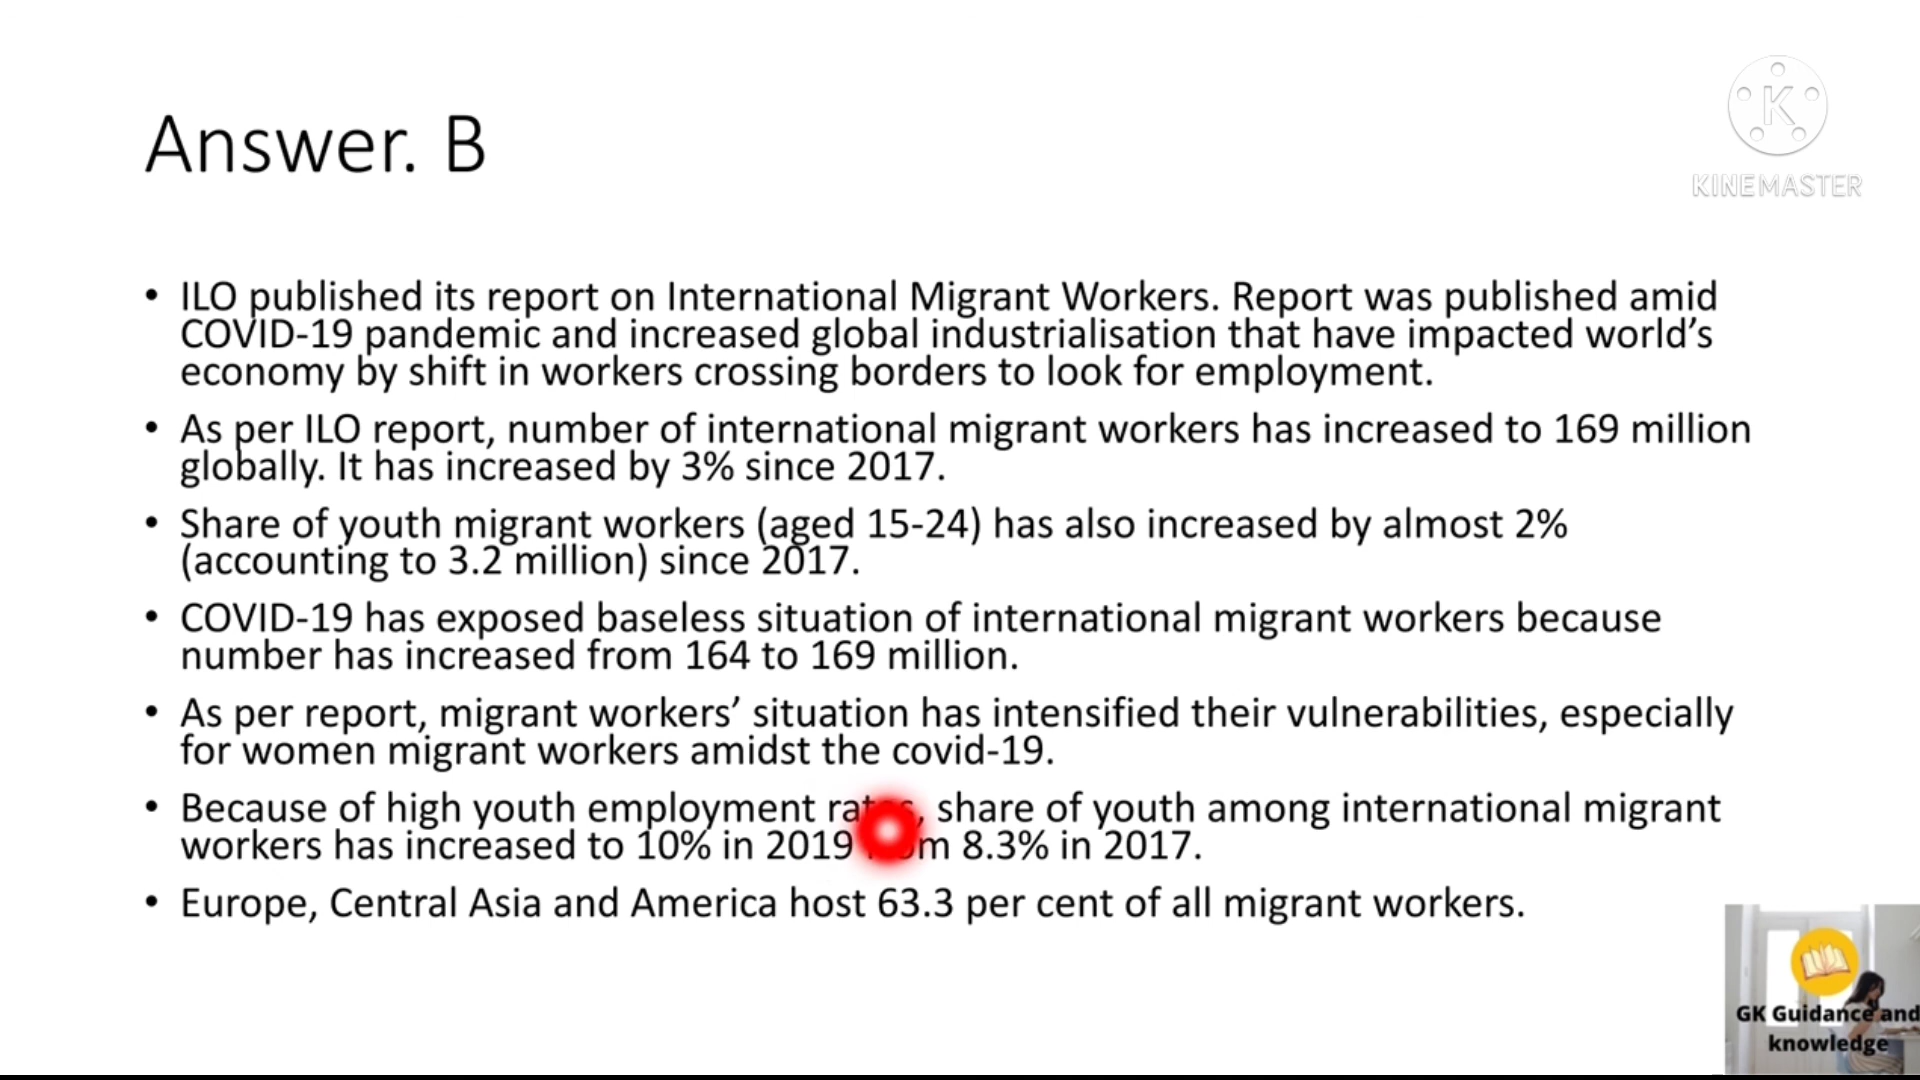 Answer. B
K
KINEMASTER
• ILO published its report on International Migrant Workers. Report was published amid
COVID-19 pandemic and increased global industrialisation that have impacted world’s
economy by shift in workers crossing borders to look for employment.
• As per ILO report, number of international migrant workers has increased to 169 million
globally. It has increased by 3% since 2017.
• Share of youth migrant workers (aged 15-24) has also increased by almost 2%
(accounting to 3.2 million) since 2017.
• COVID-19 has exposed baseless situation of international migrant workers because
number has increased from 164 to 169 million.
• As per report, migrant workers’ situation has intensified their vulnerabilities, especially
for women migrant workers amidst the covid-19.
• Because of high youth employment rates, share of youth among international migrant
workers has increased to 10% in 2019 from 8.3% in 2017.
• Europe, Central Asia and America host 63.3 per cent of all migrant workers.
GK Guidance and
knowledge